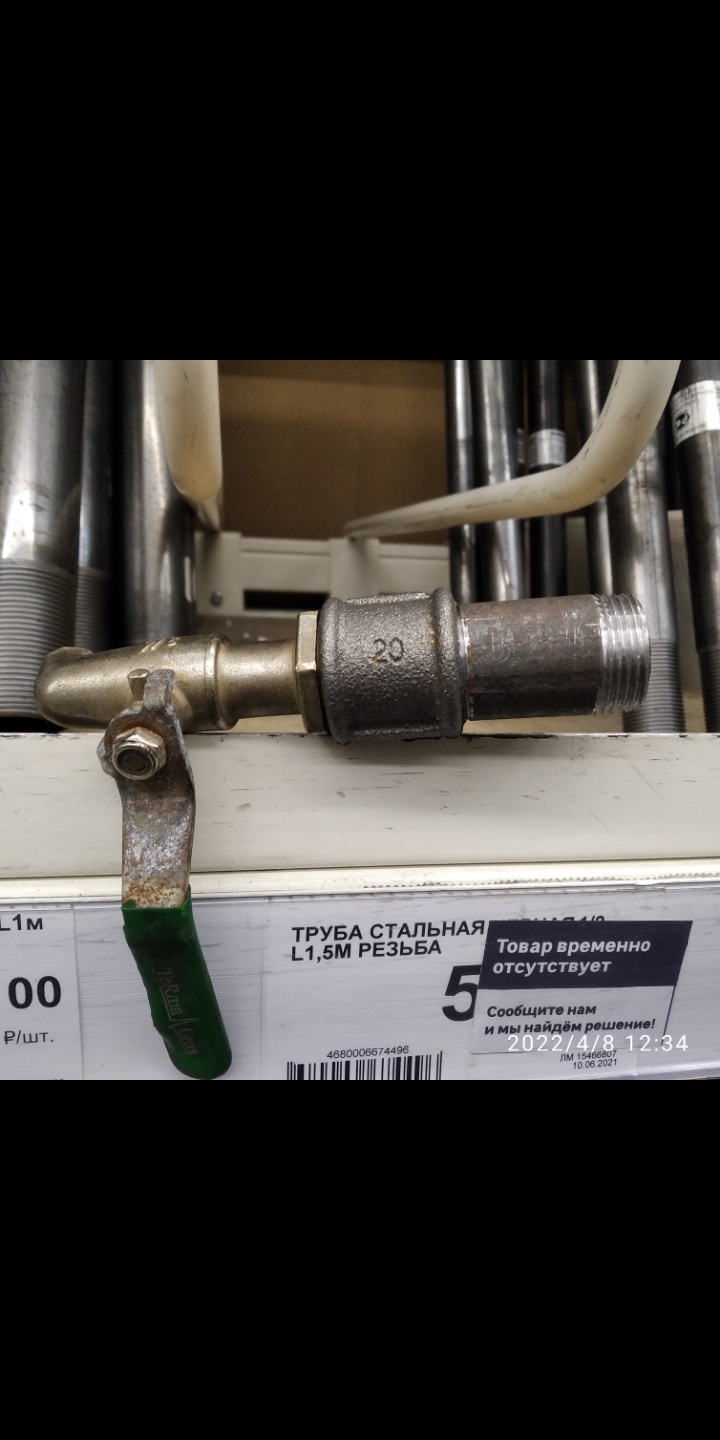 20
L1м
00
₽/шт.
ТРУБА СТАЛЬНАЯ
L1,5М РЕЗЬБА
5
Товар временно
отсутствует
Сообщите нам
и мы найдём решение!
4680006674496
ЛМ 15466807
10.06.2021
2022/4/8 12:34